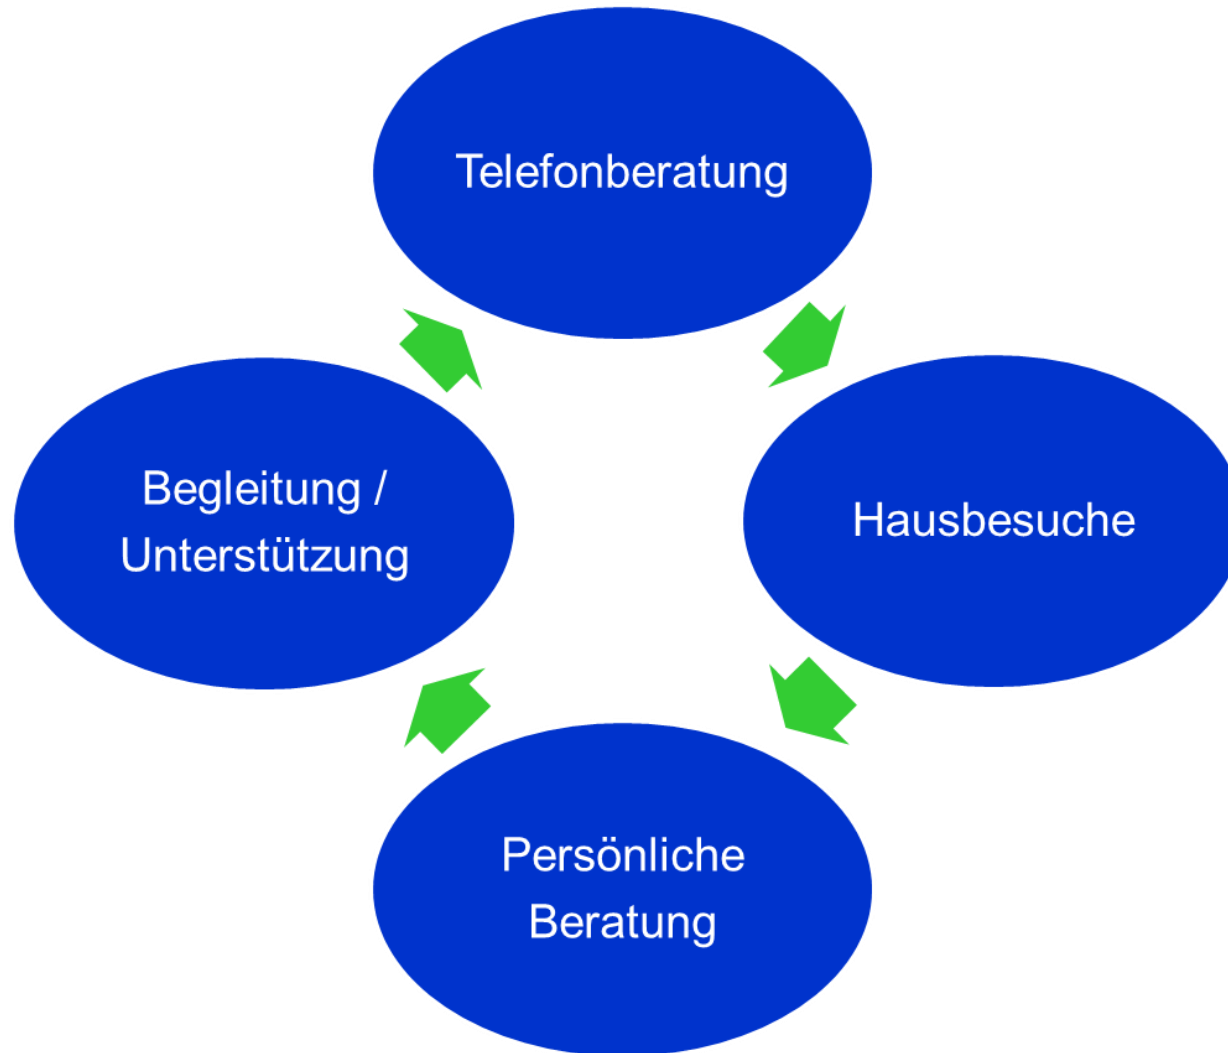 Telefonberatung
Begleitung /
Unterstützung
Hausbesuche
Persönliche
Beratung